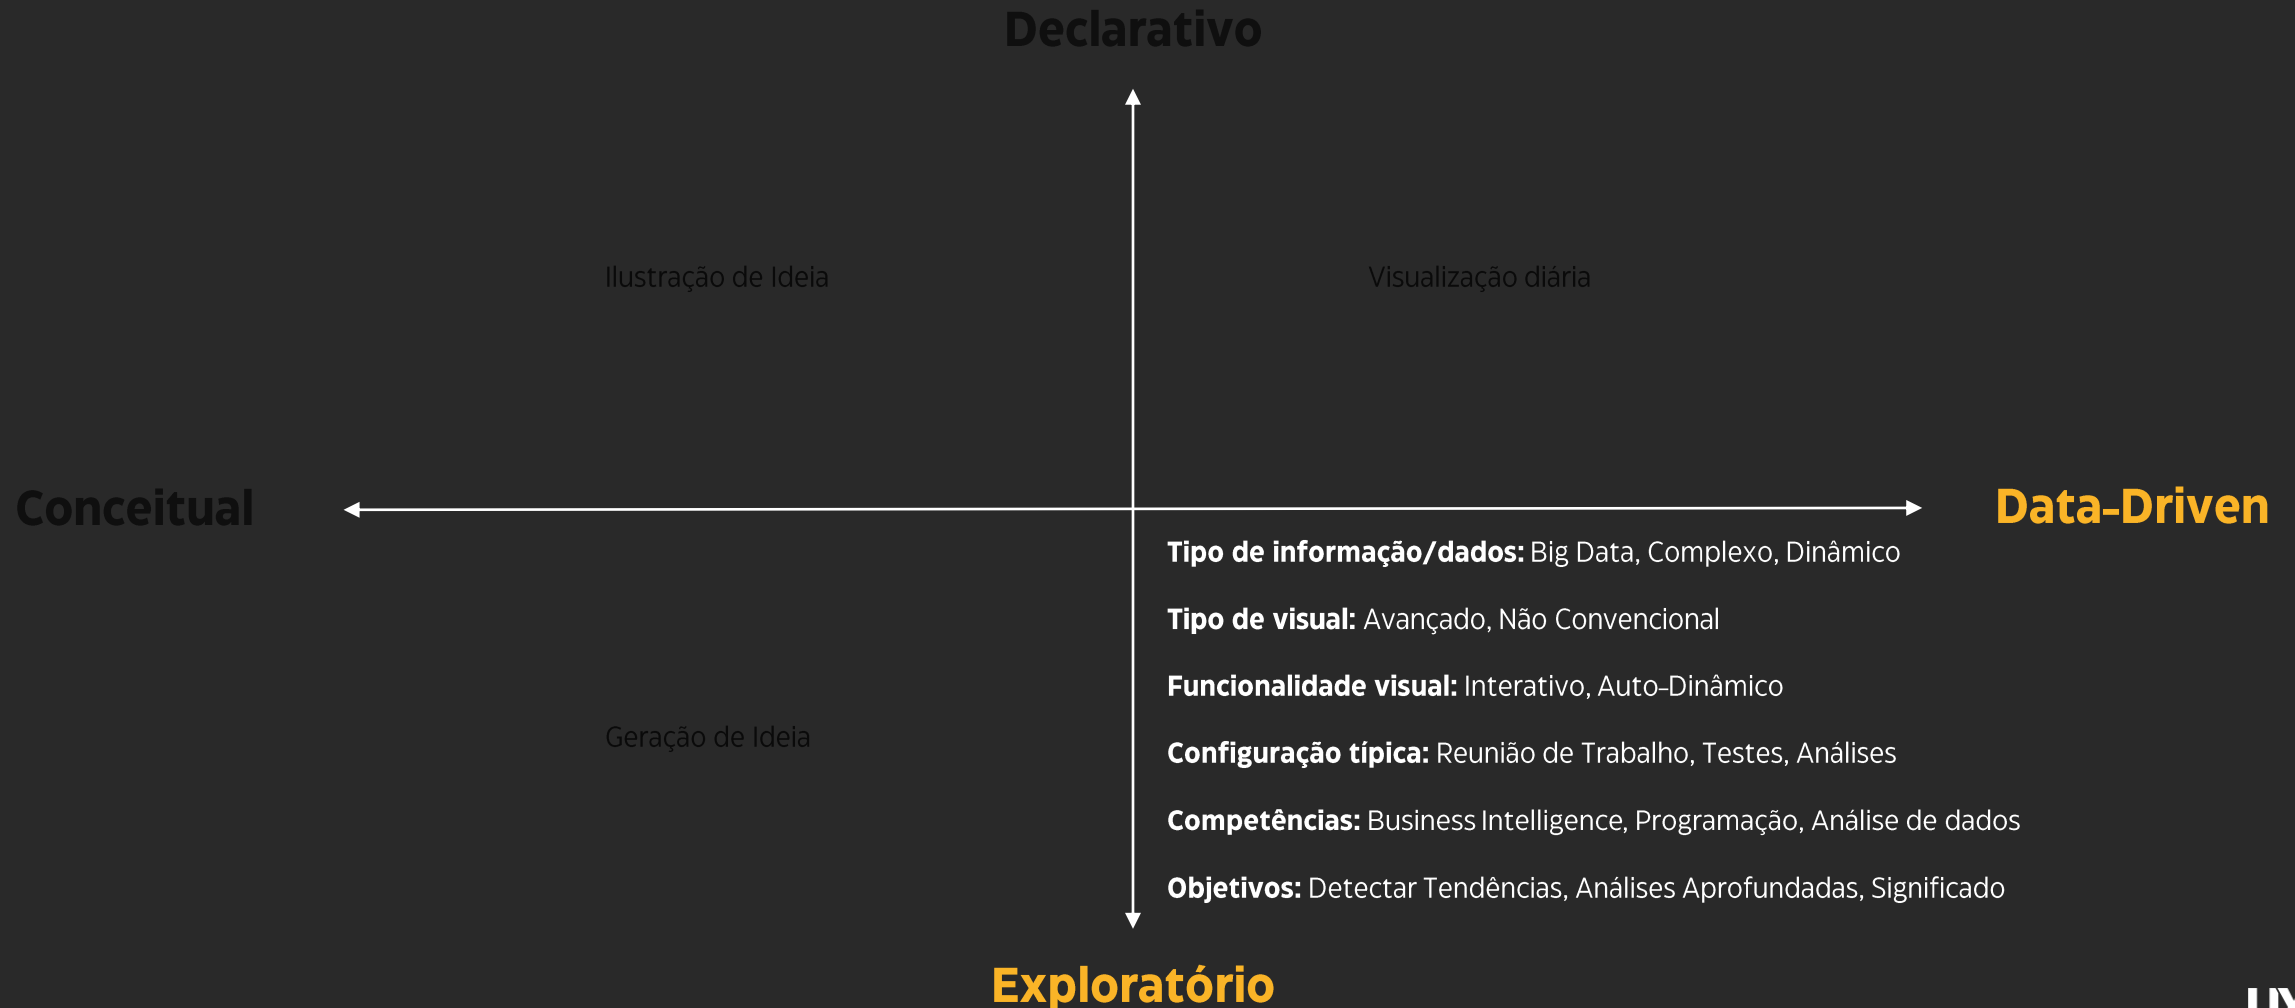 Declarativo
Ilustração de Ideia
Visualização diária
Conceitual
Data-Driven
Tipo de informação/dados: Big Data, Complexo, Dinâmico
Tipo de visual: Avançado, Não Convencional
Funcionalidade visual: Interativo, Auto-Dinâmico
Geração de Ideia
Configuração típica: Reunião de Trabalho, Testes, Análises
Competências: Business Intelligence, Programação, Análise de dados
Objetivos: Detectar Tendências, Análises Aprofundadas, Significado
Exploratório